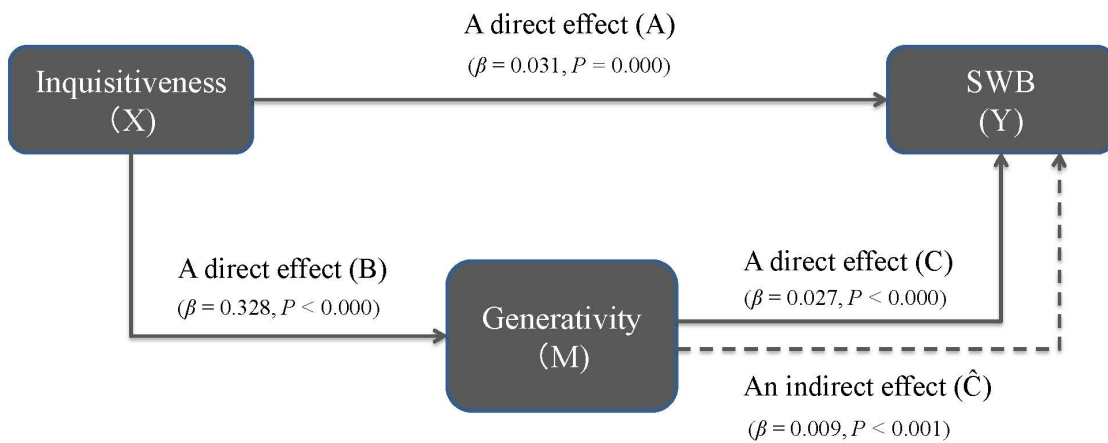 A direct effect (A)
(β = 0.031, P = 0.000)
Inquisitiveness
(X)
SWB
(Y)
A direct effect (B)
(β = 0.328, P < 0.000)
Generativity
(M)
A direct effect (C)
(β = 0.027, P < 0.000)
An indirect effect (Ĉ)
(β = 0.009, P < 0.001)